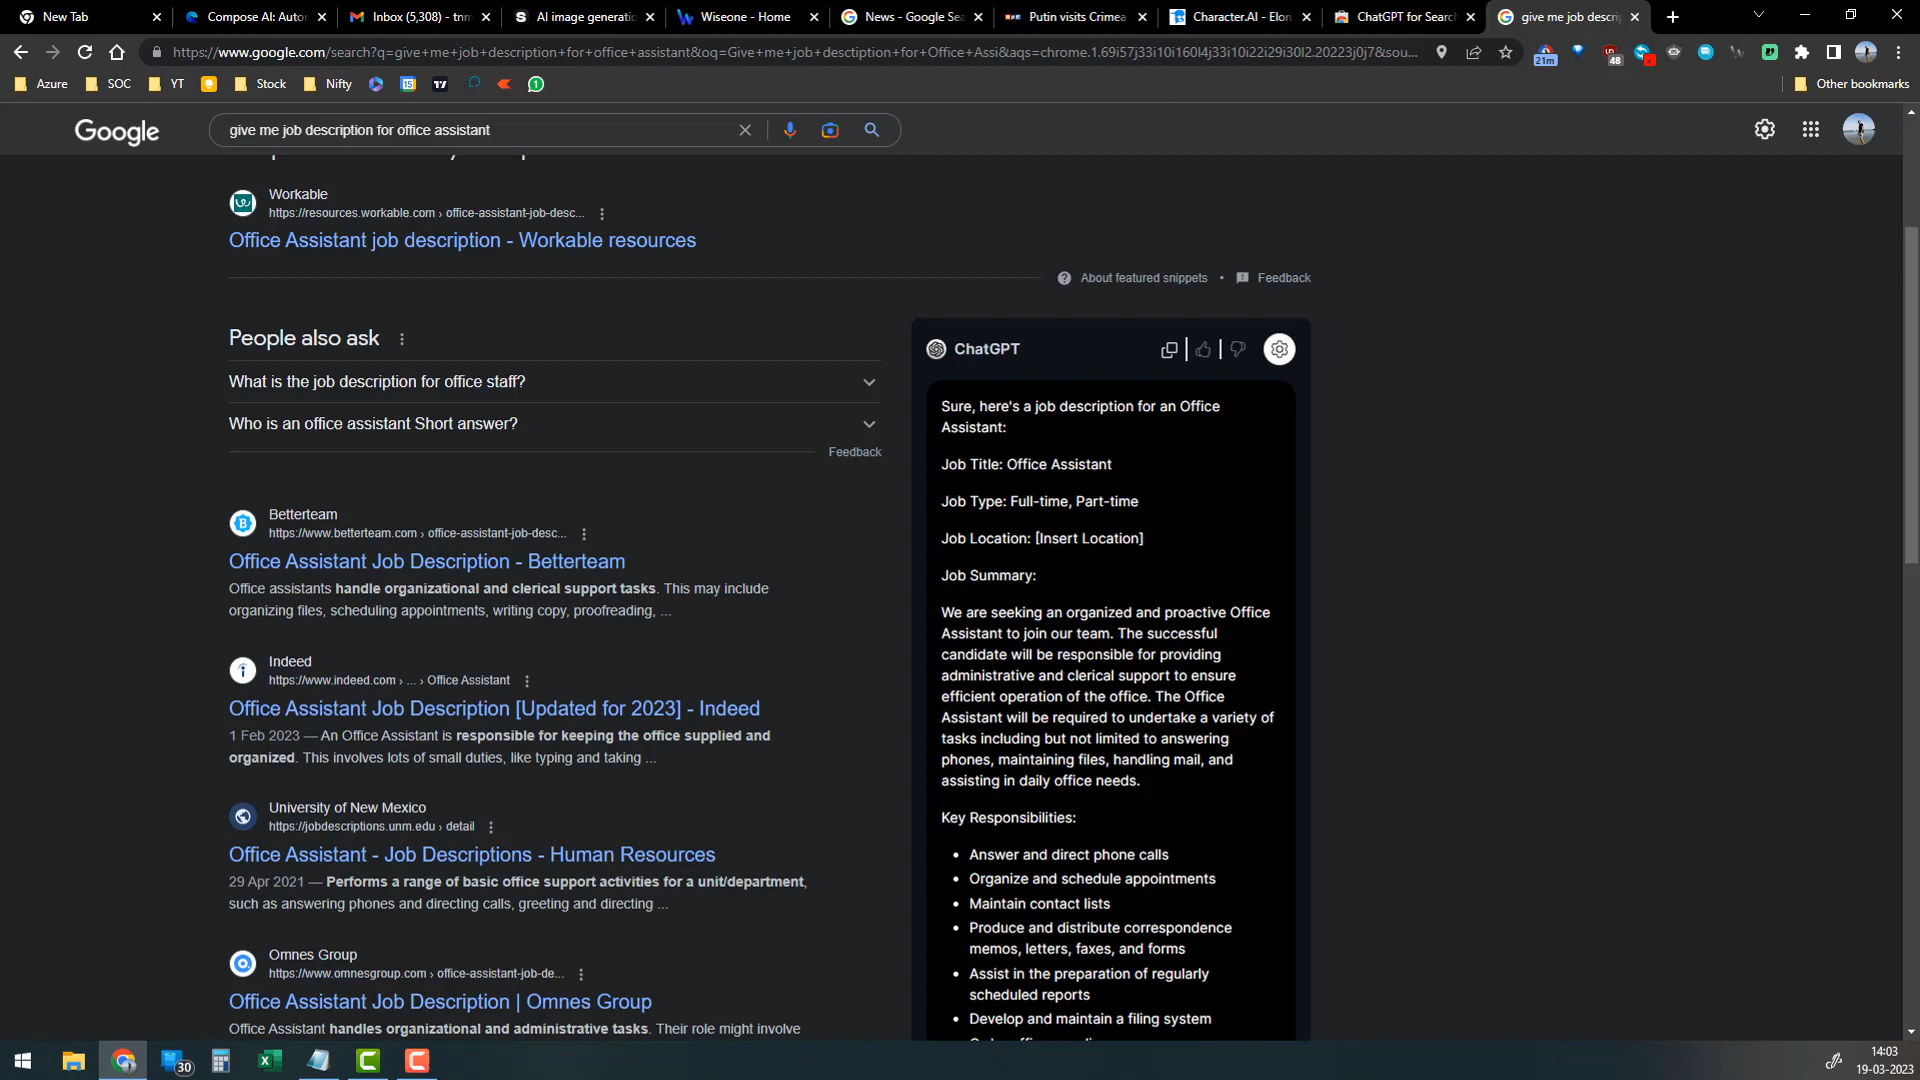 New Tab
Compose AI: Autor
Inbox (5,308) - tnm
AI image generatio
Wiseone - Home
News - Google Sea
Putin visits Crimea
Character.AI - Elon
ChatGPT for Search
give me job descri
https://www.google.com/search?q=give+me+job+description+for+office+assistant&oq=Give+me+job+desctiption+for+Office+Assi&aqs=chrome.1.69i57j33i10i160l4j33i10i22i29i30l2.20223j0j7&sou...
21m
48
Azure
SOC
YT
Stock
Nifty
15
1
Other bookmarks
Google
give me job description for office assistant
Workable
https://resources.workable.com › office-assistant-job-desc...
Office Assistant job description - Workable resources
About featured snippets • Feedback
People also ask
What is the job description for office staff?
Who is an office assistant Short answer?
Feedback
Betterteam
https://www.betterteam.com › office-assistant-job-desc...
Office Assistant Job Description - Betterteam
Office assistants handle organizational and clerical support tasks. This may include
organizing files, scheduling appointments, writing copy, proofreading, ...
Indeed
https://www.indeed.com › ... › Office Assistant
Office Assistant Job Description [Updated for 2023] - Indeed
1 Feb 2023 — An Office Assistant is responsible for keeping the office supplied and
organized. This involves lots of small duties, like typing and taking ...
University of New Mexico
https://jobdescriptions.unm.edu › detail
Office Assistant - Job Descriptions - Human Resources
29 Apr 2021 — Performs a range of basic office support activities for a unit/department,
such as answering phones and directing calls, greeting and directing ...
Omnes Group
https://www.omnesgroup.com › office-assistant-job-de...
Office Assistant Job Description | Omnes Group
Office Assistant handles organizational and administrative tasks. Their role might involve
ChatGPT
Sure, here's a job description for an Office
Assistant:
Job Title: Office Assistant
Job Type: Full-time, Part-time
Job Location: [Insert Location]
Job Summary:
We are seeking an organized and proactive Office
Assistant to join our team. The successful
candidate will be responsible for providing
administrative and clerical support to ensure
efficient operation of the office. The Office
Assistant will be required to undertake a variety of
tasks including but not limited to answering
phones, maintaining files, handling mail, and
assisting in daily office needs.
Key Responsibilities:
• Answer and direct phone calls
• Organize and schedule appointments
• Maintain contact lists
• Produce and distribute correspondence
memos, letters, faxes, and forms
• Assist in the preparation of regularly
scheduled reports
• Develop and maintain a filing system
30
14:03
19-03-2023